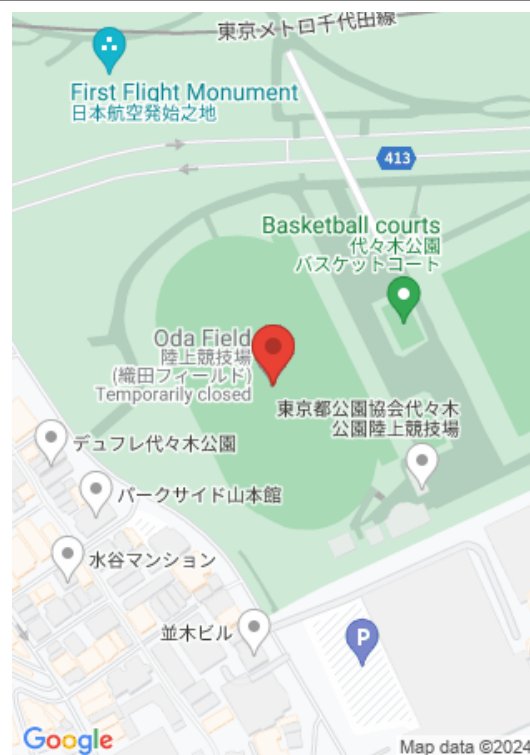 東京メトロ千代田線
First Flight Monument
日本航空発始之地
413
Basketball courts
代々木公園
バスケットコート
Oda Field
陸上競技場
(織田フィールド)
Temporarily closed
東京都公園協会代々木
公園陸上競技場
デュフレ代々木公園
パークサイド山本館
水谷マンション
並木ビル
P
Google
Map data ©2024